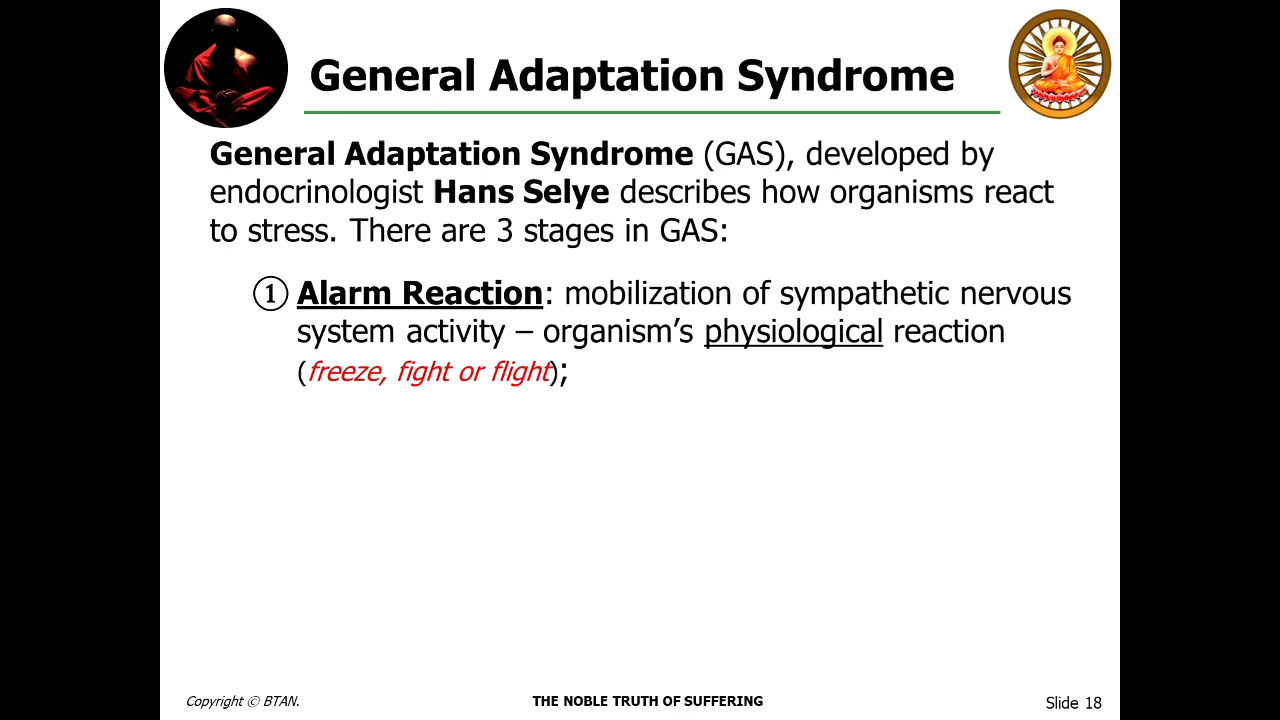 General Adaptation Syndrome
General Adaptation Syndrome (GAS), developed by
endocrinologist Hans Selye describes how organisms react
to stress. There are 3 stages in GAS:
① Alarm Reaction: mobilization of sympathetic nervous
system activity – organism’s physiological reaction
(freeze, fight or flight);
Copyright © BTAN.
THE NOBLE TRUTH OF SUFFERING
Slide 18